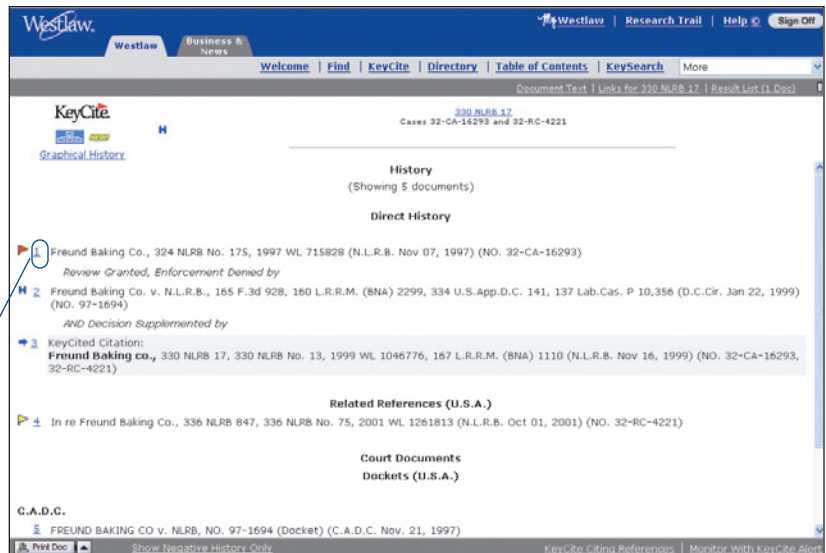 Westlaw.
My Westlaw | Research Trail | Help | Sign Off
Westlaw
Business & News
Welcome | Find | KeyCite | Directory | Table of Contents | KeySearch More
Document Text | Links for 330 NLRB 17 | Result List (1 Doc)
KeyCite
330 NLRB 17
Cases 32-CA-16293 and 32-RC-4221
H
NEW!
Graphical History
History
(Showing 5 documents)
Direct History
1 Freund Baking Co., 324 NLRB No. 175, 1997 WL 715828 (N.L.R.B. Nov 07, 1997) (NO. 32-CA-16293)
Review Granted, Enforcement Denied by
H 2 Freund Baking Co. v. N.L.R.B., 165 F.3d 928, 160 L.R.R.M. (BNA) 2299, 334 U.S.App.D.C. 141, 137 Lab.Cas. P 10,356 (D.C.Cir. Jan 22, 1999)
(NO. 97-1694)
AND Decision Supplemented by
3 KeyCited Citation:
Freund Baking co., 330 NLRB 17, 330 NLRB No. 13, 1999 WL 1046776, 167 L.R.R.M. (BNA) 1110 (N.L.R.B. Nov 16, 1999) (NO. 32-CA-16293,
32-RC-4221)
Related References (U.S.A.)
4 In re Freund Baking Co., 336 NLRB 847, 336 NLRB No. 75, 2001 WL 1261813 (N.L.R.B. Oct 01, 2001) (NO. 32-RC-4221)
Court Documents
Dockets (U.S.A.)
C.A.D.C.
5 FREUND BAKING CO v. NLRB, NO. 97-1694 (Docket) (C.A.D.C. Nov. 21, 1997)
Print Doc Show Negative History Only KeyCite Citing References | Monitor With KeyCite Alert